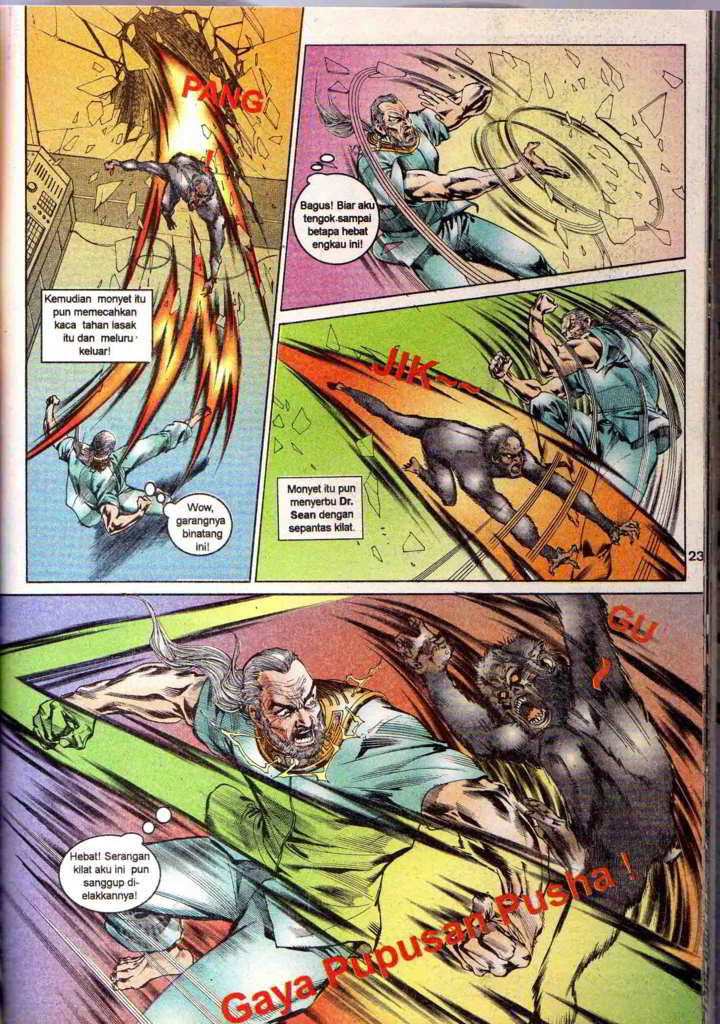 PANG
!
Kemudian monyet itu
pun memecahkan
kaca tahan lasak
itu dan meluru
keluar!
Wow,
garangnya
binatang
ini!
Bagus! Biar aku
tengok sampai
betapa hebat
engkau ini!
JIK~~
Monyet itu pun
menyerbu Dr.
Sean dengan
sepantas kilat.
23
GU
~
Hebat! Serangan
kilat aku ini pun
sanggup di-
elakkannya!
Gaya Pupusan Pusha !